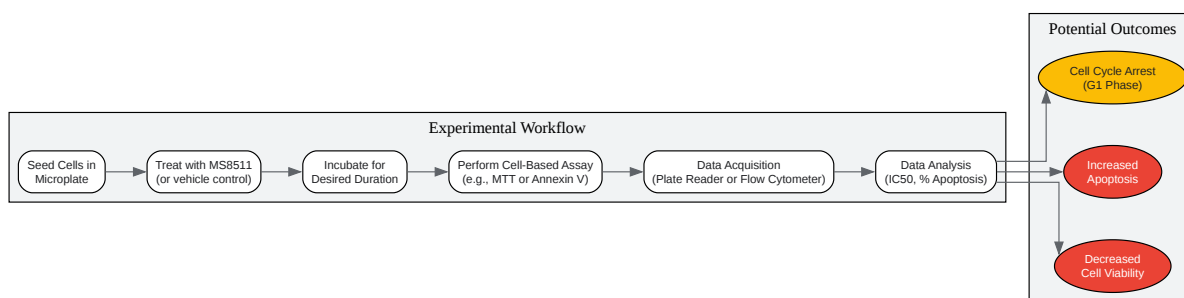 Experimental Workflow
Seed Cells in
Microplate
Treat with MS8511
(or vehicle control)
Incubate for
Desired Duration
Perform Cell-Based Assay
(e.g., MTT or Annexin V)
Data Acquisition
(Plate Reader or Flow Cytometer)
Data Analysis
(IC50, % Apoptosis)
Potential Outcomes
Cell Cycle Arrest
(G1 Phase)
Increased
Apoptosis
Decreased
Cell Viability